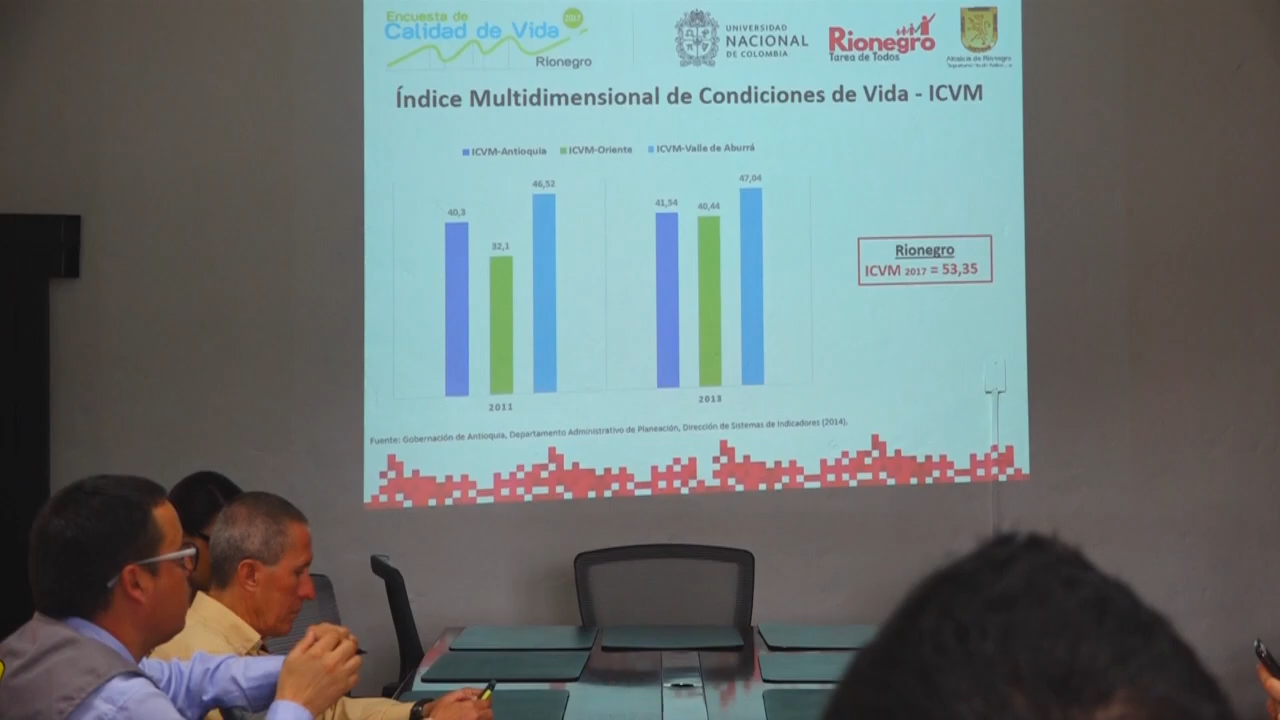 Encuesta de
Calidad de Vida
2017
Rionegro
UNIVERSIDAD
NACIONAL
DE COLOMBIA
Rionegro
Tarea de Todos
Alcaldía de Rionegro
Índice Multidimensional de Condiciones de Vida - ICVM
ICVM-Antioquia ICVM-Oriente ICVM-Valle de Aburrá
40,3
32,1
46,52
41,54
40,44
47,04
2011
2013
Rionegro
ICVM 2017 = 53,35
Fuente: Gobernación de Antioquia, Departamento Administrativo de Planeación, Dirección de Sistemas de Indicadores (2014).